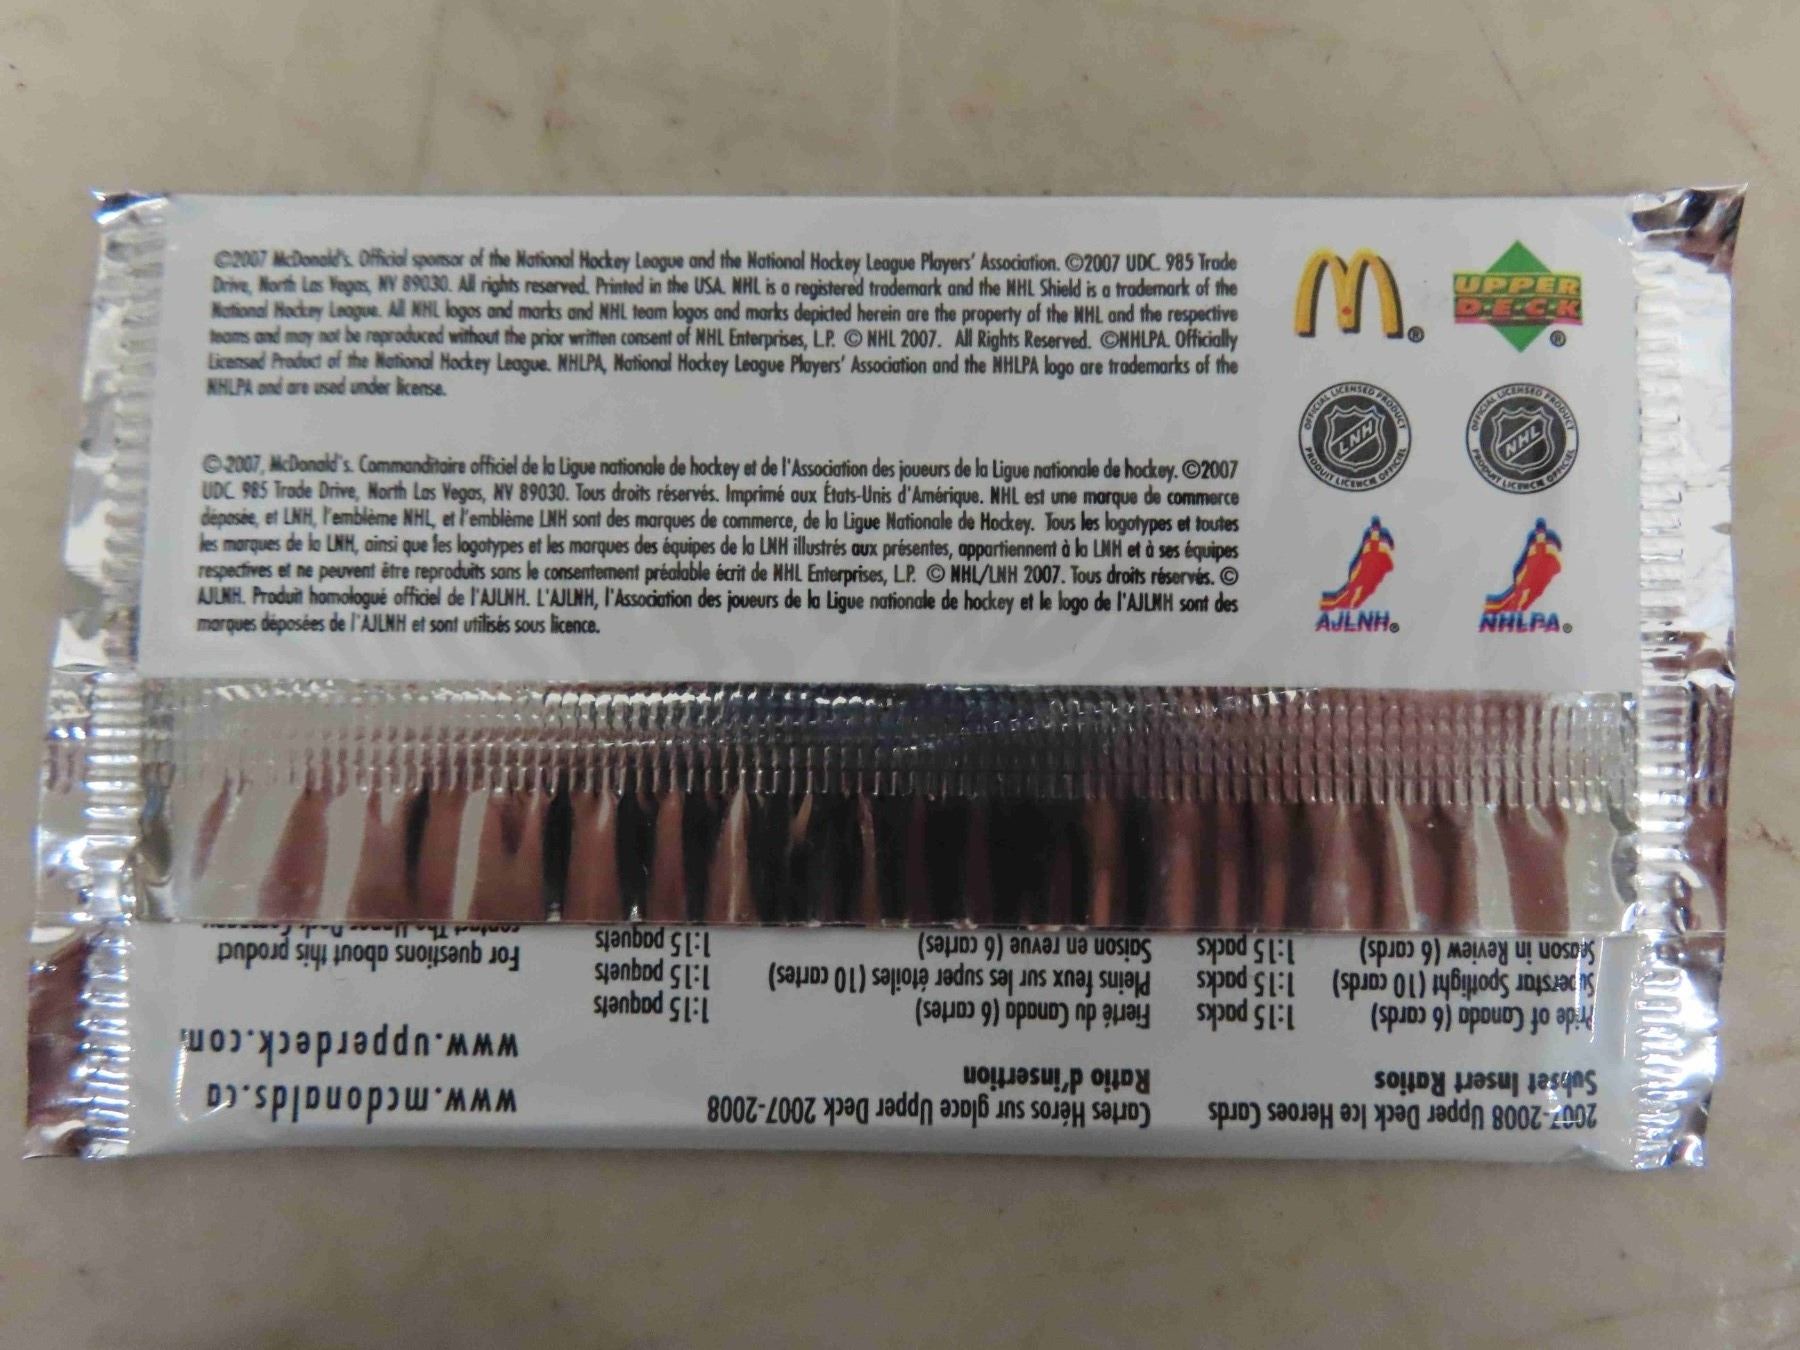 ©2007 McDonald's. Official sponsor of the National Hockey League and the National Hockey League Players' Association. ©2007 UDC. 985 Trade
Drive, North Las Vegas, NV 89030. All rights reserved. Printed in the USA. NHL is a registered trademark and the NHL Shield is a trademark of the
National Hockey League. All NHL logos and marks and NHL team logos and marks depicted herein are the property of the NHL and the respective
teams and may not be reproduced without the prior written consent of NHL Enterprises, L.P. © NHL 2007. All Rights Reserved. ©NHLPA. Officially
Licensed Product of the National Hockey League. NHLPA, National Hockey League Players' Association and the NHLPA logo are trademarks of the
NHLPA and are used under license.
©2007, McDonald's. Commanditaire officiel de la Ligue nationale de hockey et de l'Association des joueurs de la Ligue nationale de hockey. ©2007
UDC. 985 Trade Drive, North Las Vegas, NV 89030. Tous droits réservés. Imprimé aux États-Unis d'Amérique. NHL est une marque de commerce
déposée, et LNH, l'emblème NHL, et l'emblème LNH sont des marques de commerce, de la Ligue Nationale de Hockey. Tous les logotypes et toutes
les marques de la LNH, ainsi que les logotypes et les marques des équipes de la LNH illustrés aux présentes, appartiennent à la LNH et à ses équipes
respectives et ne peuvent être reproduits sans le consentement préalable écrit de NHL Enterprises, L.P. © NHL/LNH 2007. Tous droits réservés. ©
AJLNH. Produit homologué officiel de l'AJLNH. L'AJLNH, l'Association des joueurs de la Ligue nationale de hockey et le logo de l'AJLNH sont des
marques déposées de l'AJLNH et sont utilisés sous licence.
M®
UPPER
D·E·C·K
®
OFFICIAL LICENSED PRODUCT
LNH
PRODUIT LICENCIÉ OFFICIEL
OFFICIAL LICENSED PRODUCT
NHL
PRODUIT LICENCIÉ OFFICIEL
AJLNH®
NHLPA®
2007-2008 Upper Deck Ice Heroes Cards
Subset Insert Ratios
Pride of Canada (6 cards) 1:15 packs
Superstar Spotlight (10 cards) 1:15 packs
Season in Review (6 cards) 1:15 packs
Cartes Héros sur glace Upper Deck 2007-2008
Ratio d'insertion
Fierté du Canada (6 cartes) 1:15 paquets
Pleins feux sur les super étoiles (10 cartes) 1:15 paquets
Saison en revue (6 cartes) 1:15 paquets
www.mcdonalds.ca
www.upperdeck.com
For questions about this product
contact The Upper Deck Company